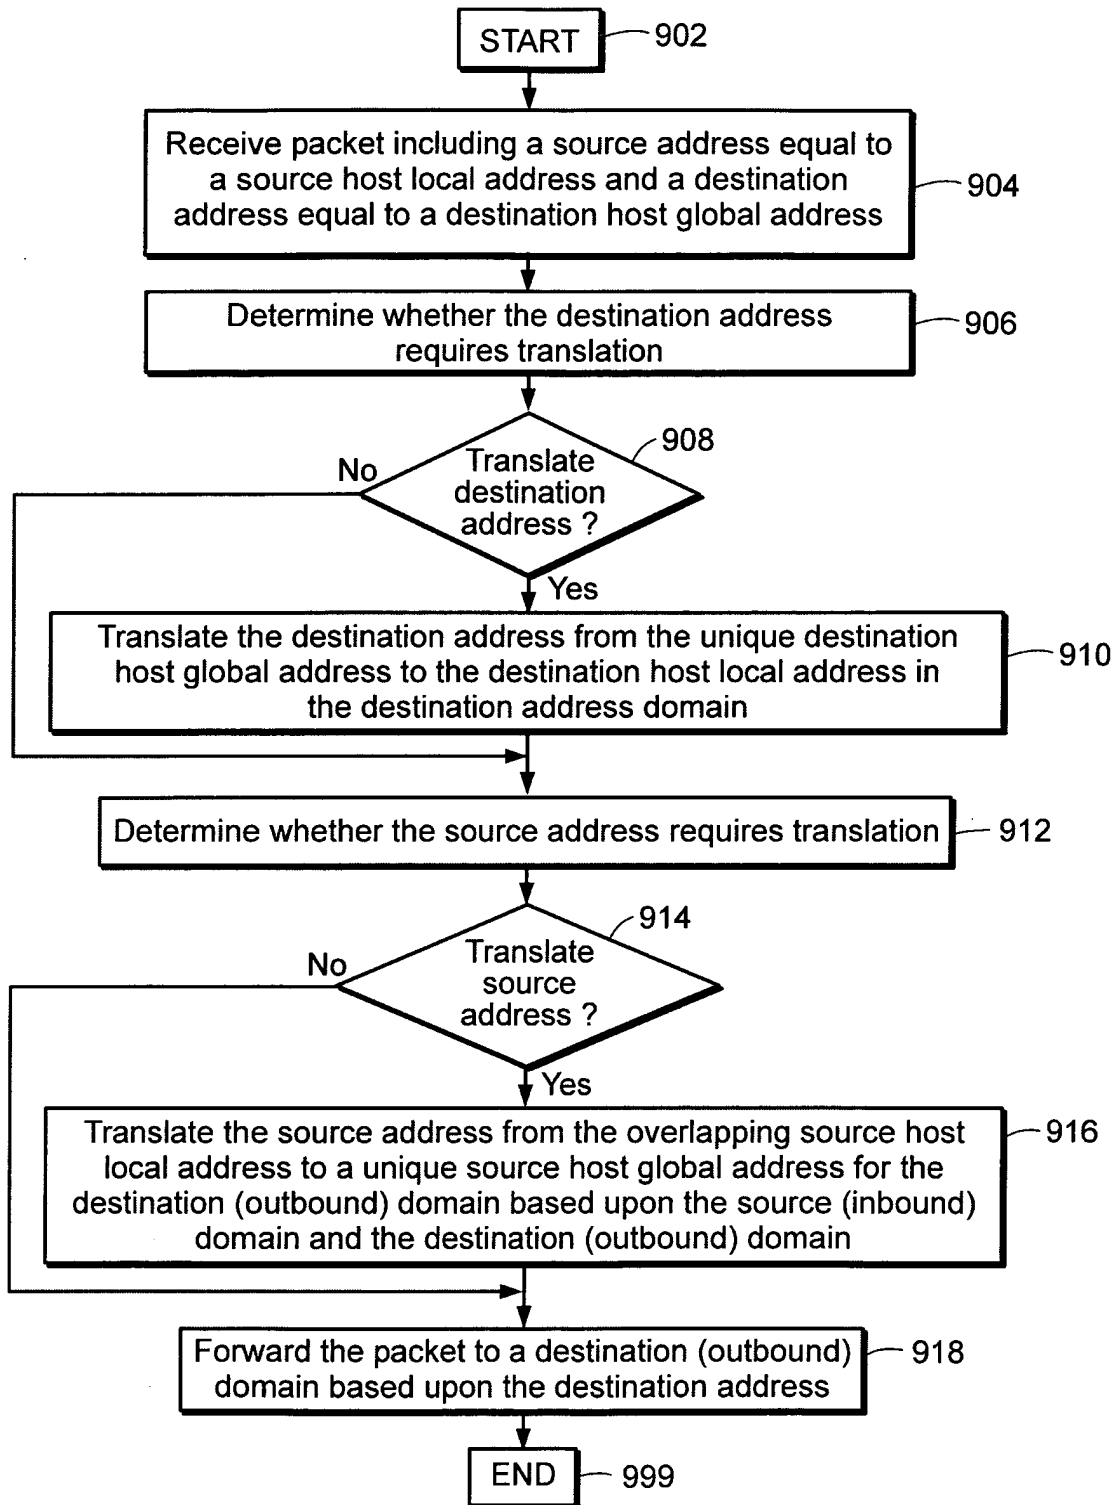 START
902
Receive packet including a source address equal to
a source host local address and a destination
address equal to a destination host global address
904
Determine whether the destination address
requires translation
906
Translate
destination
address ?
908
No
Yes
Translate the destination address from the unique destination
host global address to the destination host local address in
the destination address domain
910
Determine whether the source address requires translation
912
Translate
source
address ?
914
No
Yes
Translate the source address from the overlapping source host
local address to a unique source host global address for the
destination (outbound) domain based upon the source (inbound)
domain and the destination (outbound) domain
916
Forward the packet to a destination (outbound)
domain based upon the destination address
918
END
999